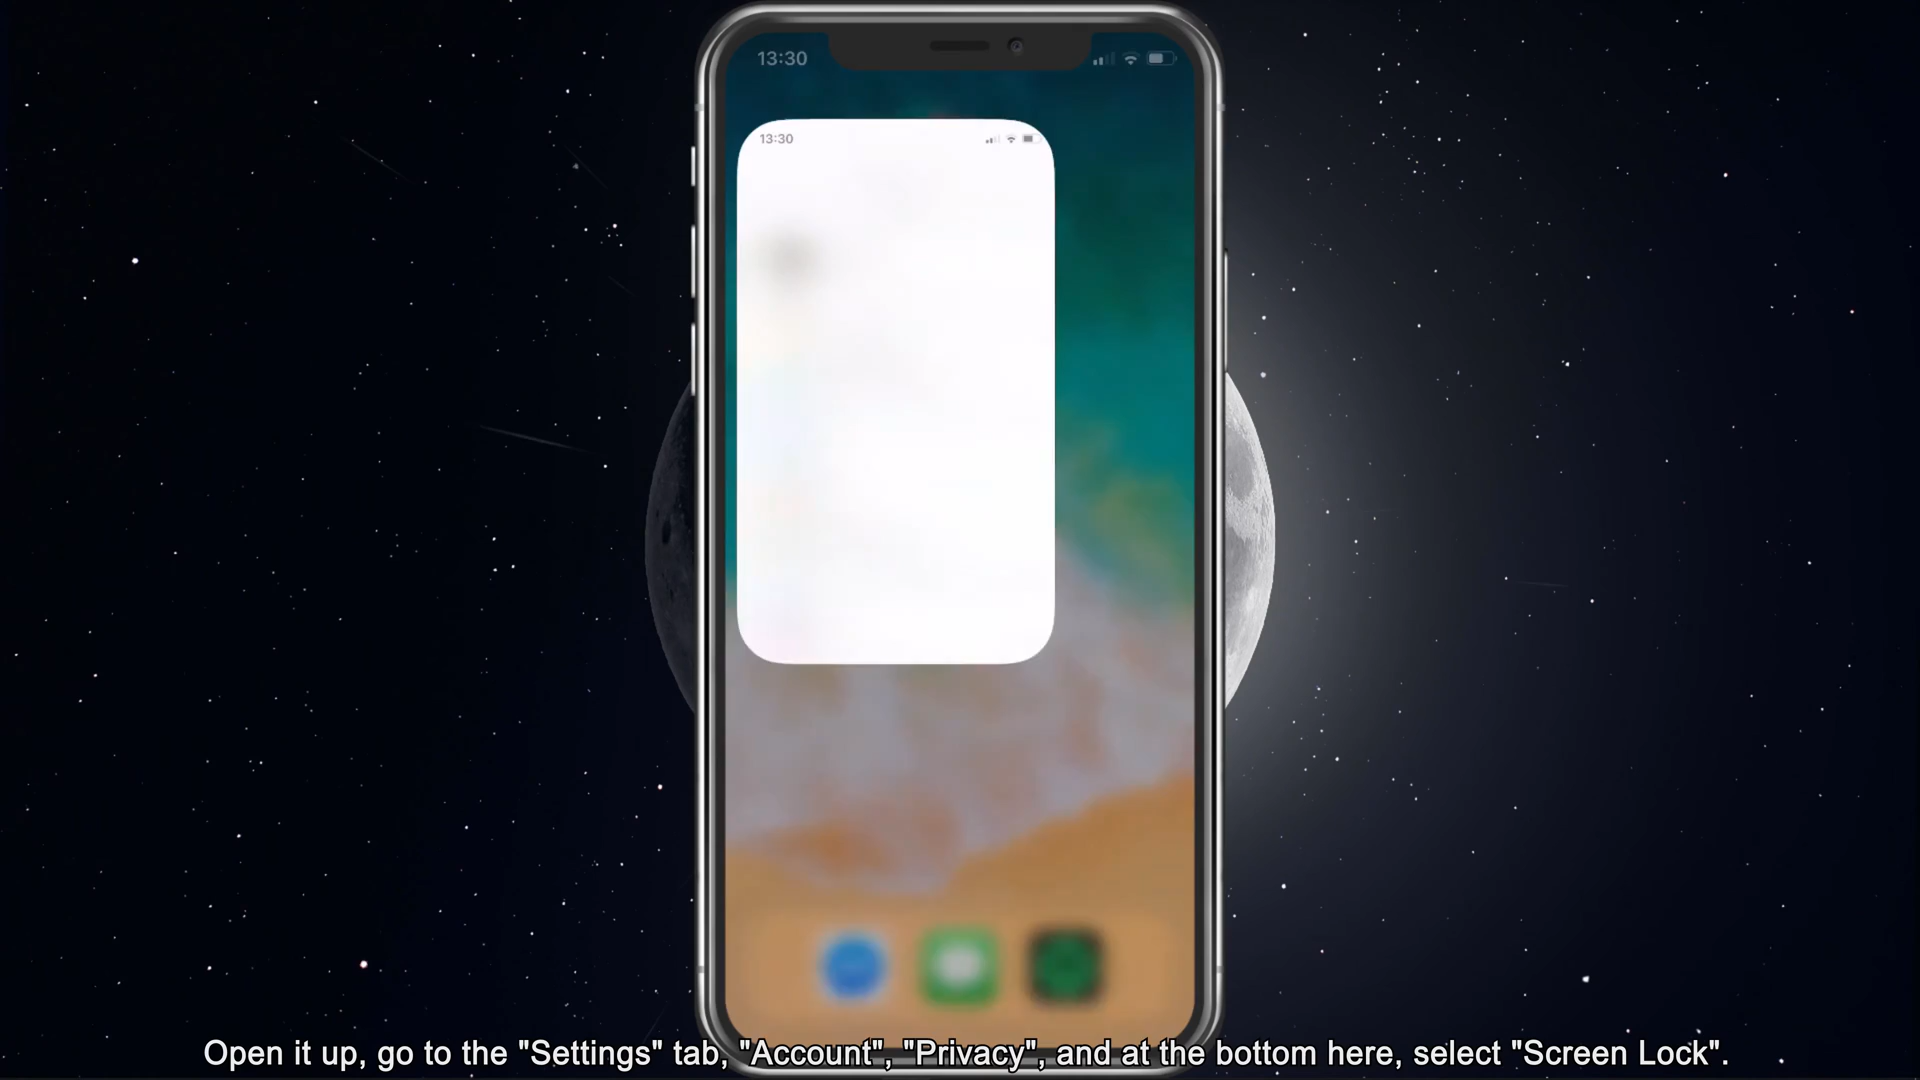 13:30
13:30
Open it up, go to the "Settings" tab, "Account", "Privacy", and at the bottom here, select "Screen Lock".